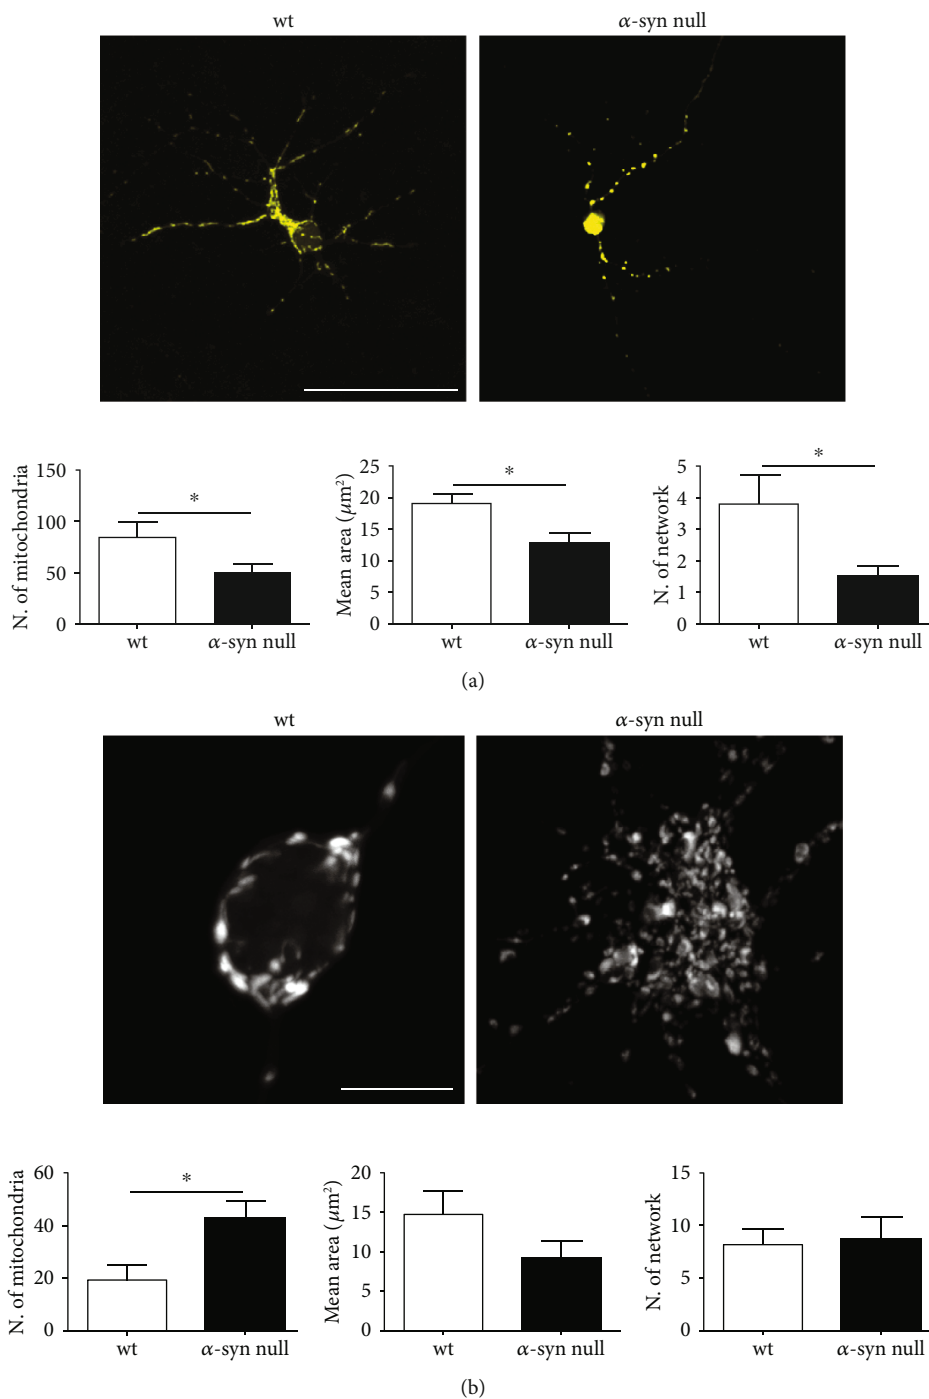 wt α-syn null
N. of mitochondria
150
100
50
0
wt α-syn null
*
Mean area (μm²)
25
20
15
10
5
0
wt α-syn null
*
N. of network
5
4
3
2
1
0
wt α-syn null
*
(a)
wt α-syn null
N. of mitochondria
60
40
20
0
wt α-syn null
*
Mean area (μm²)
20
15
10
5
0
wt α-syn null
N. of network
15
10
5
0
wt α-syn null
(b)